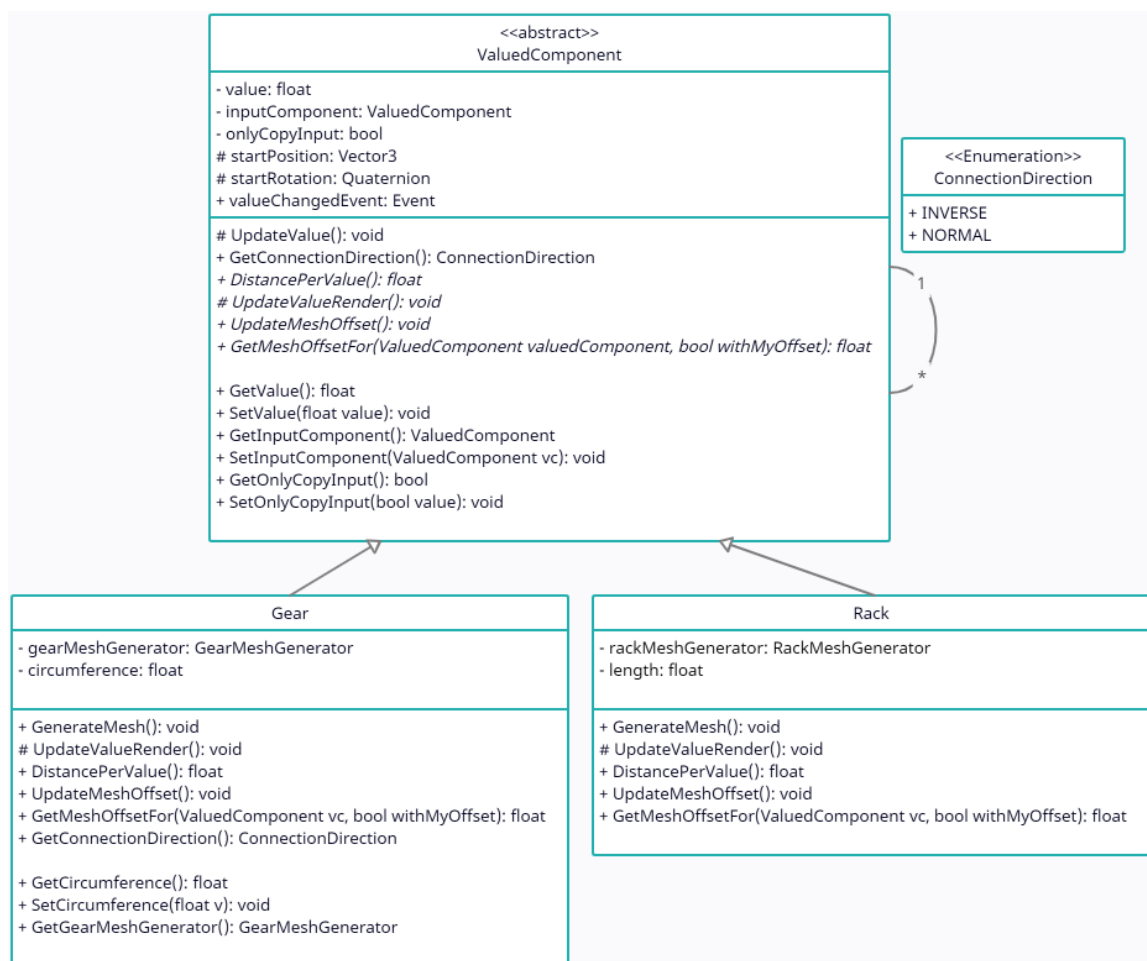 <<abstract>>
ValuedComponent
- value: float
- inputComponent: ValuedComponent
- onlyCopyInput: bool
# startPosition: Vector3
# startRotation: Quaternion
+ valueChangedEvent: Event
# UpdateValue(): void
+ GetConnectionDirection(): ConnectionDirection
+ DistancePerValue(): float
# UpdateValueRender(): void
+ UpdateMeshOffset(): void
+ GetMeshOffsetFor(ValuedComponent valuedComponent, bool withMyOffset): float
+ GetValue(): float
+ SetValue(float value): void
+ GetInputComponent(): ValuedComponent
+ SetInputComponent(ValuedComponent vc): void
+ GetOnlyCopyInput(): bool
+ SetOnlyCopyInput(bool value): void
<<Enumeration>>
ConnectionDirection
+ INVERSE
+ NORMAL
1
*
Gear
- gearMeshGenerator: GearMeshGenerator
- circumference: float
+ GenerateMesh(): void
# UpdateValueRender(): void
+ DistancePerValue(): float
+ UpdateMeshOffset(): void
+ GetMeshOffsetFor(ValuedComponent vc, bool withMyOffset): float
+ GetConnectionDirection(): ConnectionDirection
+ GetCircumference(): float
+ SetCircumference(float v): void
+ GetGearMeshGenerator(): GearMeshGenerator
Rack
- rackMeshGenerator: RackMeshGenerator
- length: float
+ GenerateMesh(): void
# UpdateValueRender(): void
+ DistancePerValue(): float
+ UpdateMeshOffset(): void
+ GetMeshOffsetFor(ValuedComponent vc, bool withMyOffset): float